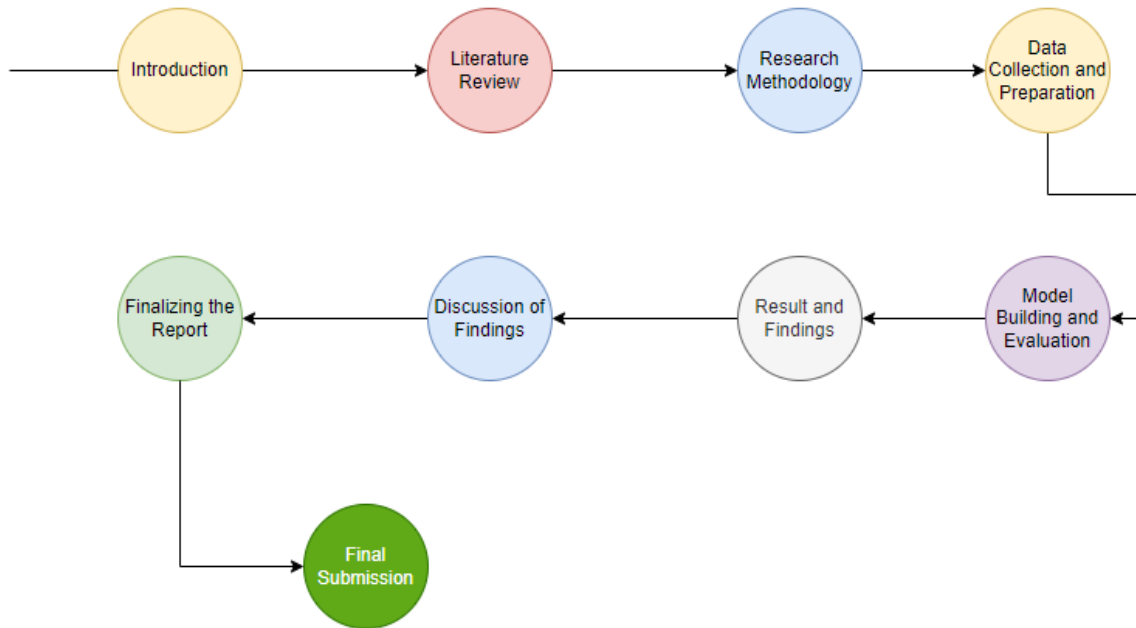 Introduction
Literature
Review
Research
Methodology
Data
Collection and
Preparation
Model
Building and
Evaluation
Result and
Findings
Discussion of
Findings
Finalizing the
Report
Final
Submission